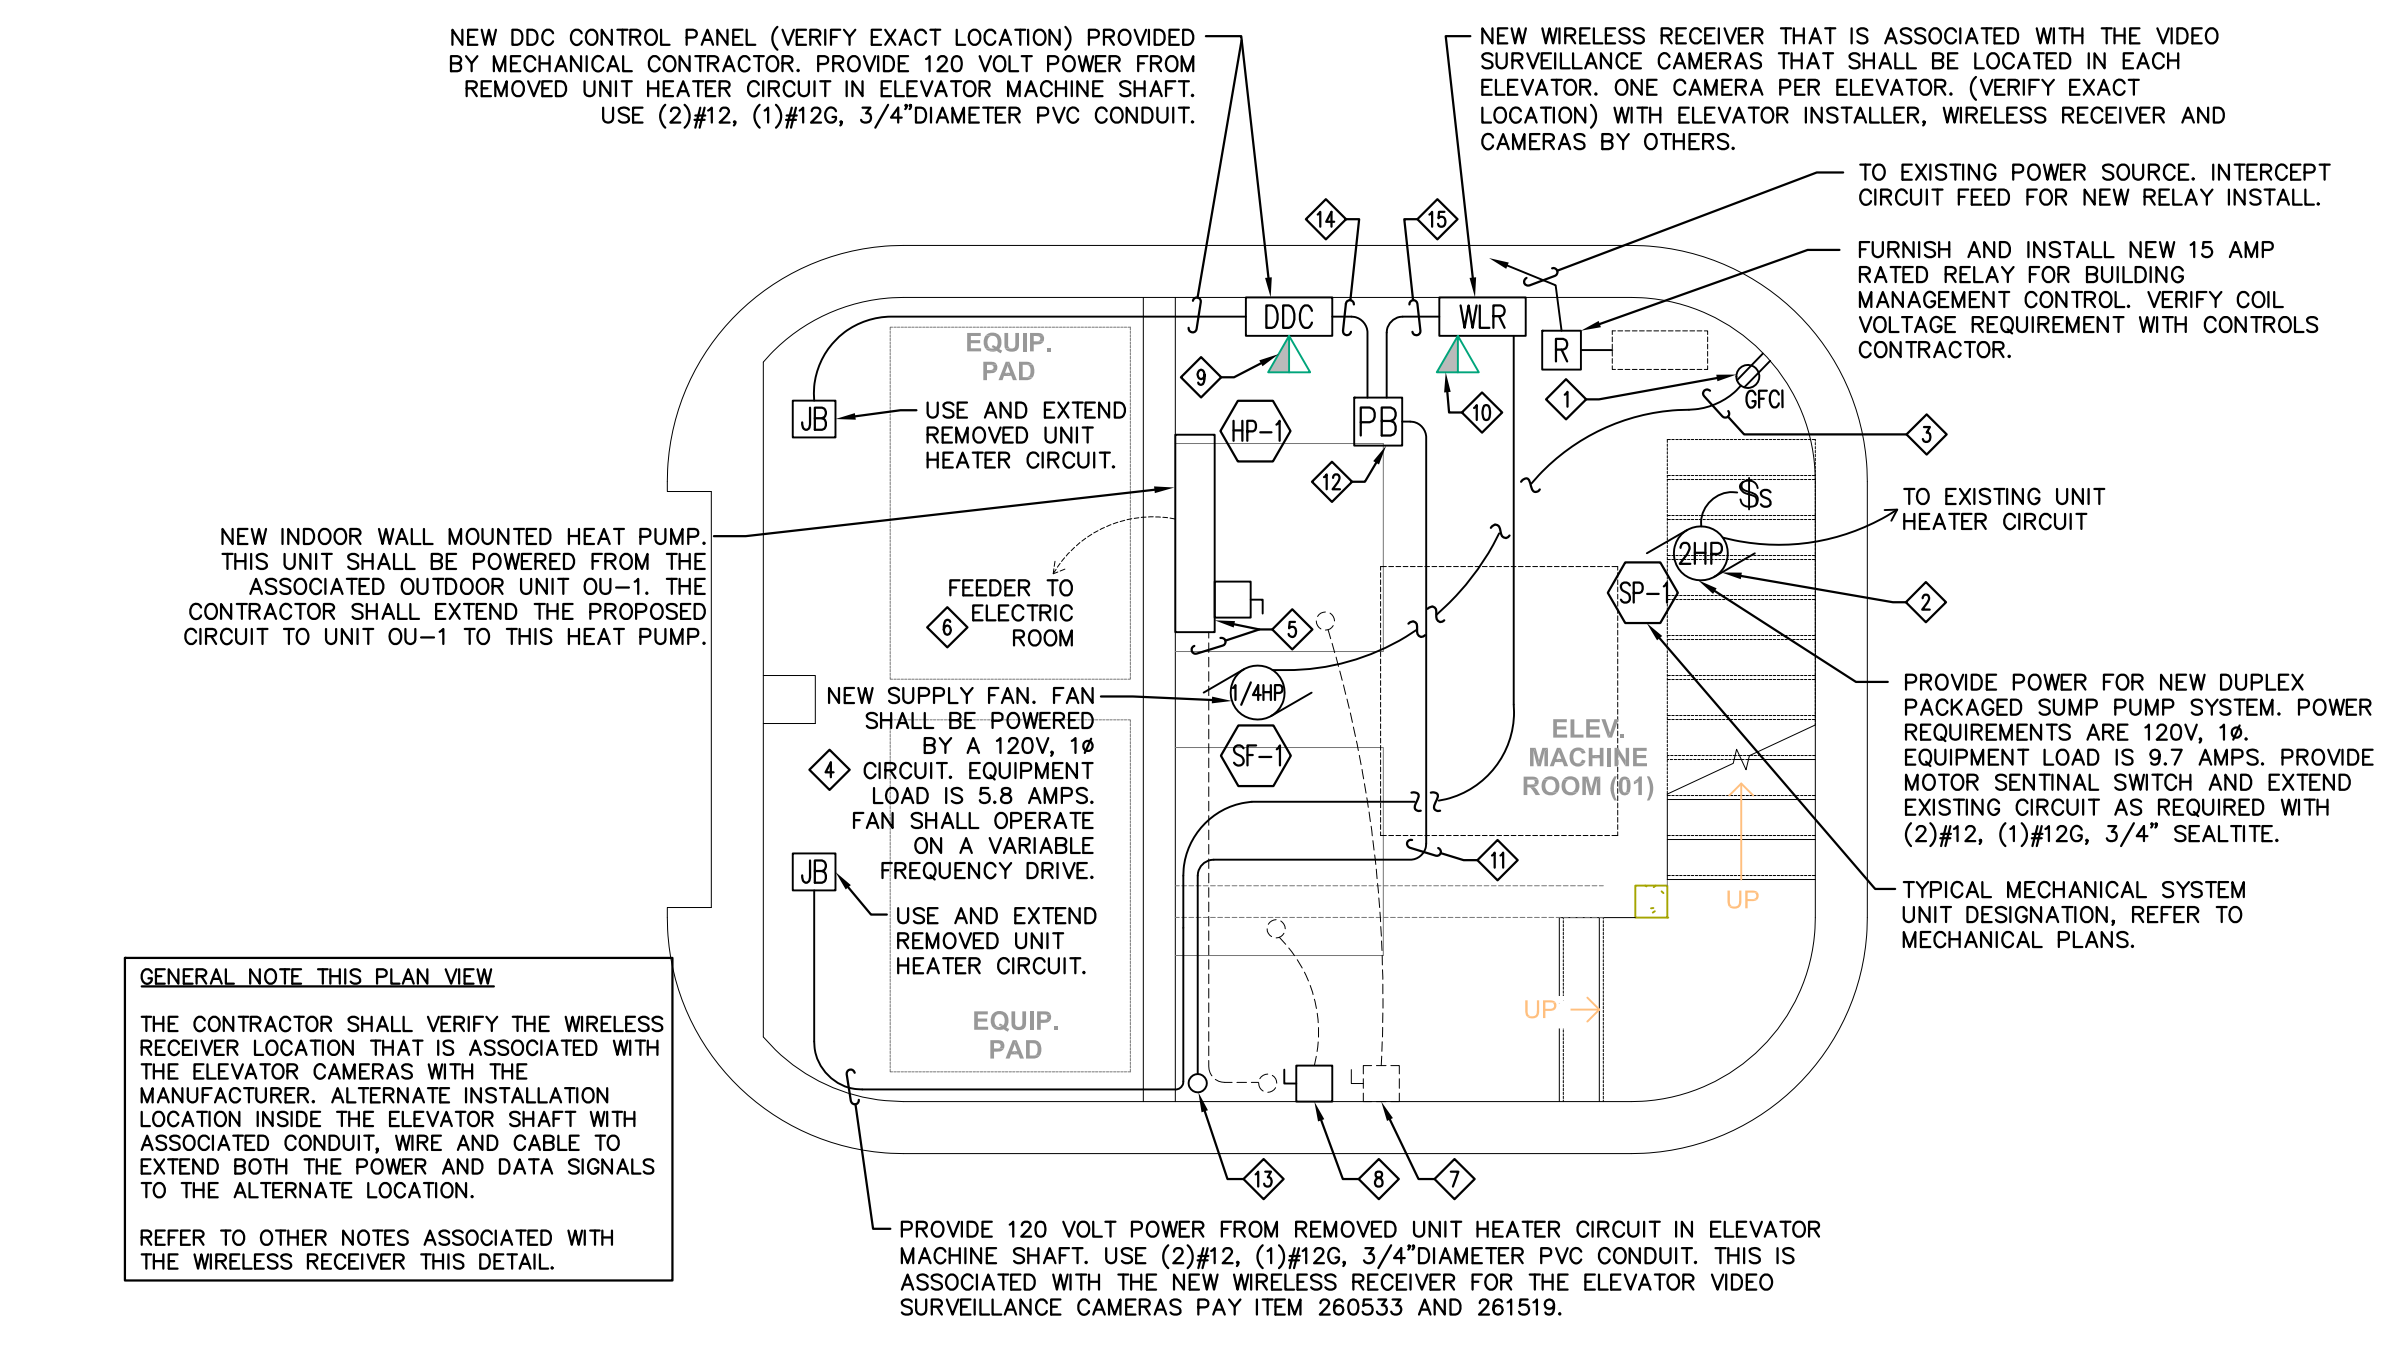 NEW DDC CONTROL PANEL (VERIFY EXACT LOCATION) PROVIDED
BY MECHANICAL CONTRACTOR. PROVIDE 120 VOLT POWER FROM
REMOVED UNIT HEATER CIRCUIT IN ELEVATOR MACHINE SHAFT.
USE (2)#12, (1)#12G, 3/4"DIAMETER PVC CONDUIT.
NEW WIRELESS RECEIVER THAT IS ASSOCIATED WITH THE VIDEO
SURVEILLANCE CAMERAS THAT SHALL BE LOCATED IN EACH
ELEVATOR. ONE CAMERA PER ELEVATOR. (VERIFY EXACT
LOCATION) WITH ELEVATOR INSTALLER, WIRELESS RECEIVER AND
CAMERAS BY OTHERS.
TO EXISTING POWER SOURCE. INTERCEPT
CIRCUIT FEED FOR NEW RELAY INSTALL.
FURNISH AND INSTALL NEW 15 AMP
RATED RELAY FOR BUILDING
MANAGEMENT CONTROL. VERIFY COIL
VOLTAGE REQUIREMENT WITH CONTROLS
CONTRACTOR.
14
15
DDC
WLR
R
EQUIP.
PAD
9
10
1
GFCI
3
JB
USE AND EXTEND
REMOVED UNIT
HEATER CIRCUIT.
HP-1
PB
12
$S
TO EXISTING UNIT
HEATER CIRCUIT
2HP
SP-1
2
NEW INDOOR WALL MOUNTED HEAT PUMP.
THIS UNIT SHALL BE POWERED FROM THE
ASSOCIATED OUTDOOR UNIT OU-1. THE
CONTRACTOR SHALL EXTEND THE PROPOSED
CIRCUIT TO UNIT OU-1 TO THIS HEAT PUMP.
FEEDER TO
ELECTRIC
ROOM
6
5
NEW SUPPLY FAN. FAN
SHALL BE POWERED
BY A 120V, 1ø
CIRCUIT. EQUIPMENT
LOAD IS 5.8 AMPS.
FAN SHALL OPERATE
ON A VARIABLE
FREQUENCY DRIVE.
4
1/4HP
SF-1
ELEV.
MACHINE
ROOM (01)
PROVIDE POWER FOR NEW DUPLEX
PACKAGED SUMP PUMP SYSTEM. POWER
REQUIREMENTS ARE 120V, 1ø.
EQUIPMENT LOAD IS 9.7 AMPS. PROVIDE
MOTOR SENTINAL SWITCH AND EXTEND
EXISTING CIRCUIT AS REQUIRED WITH
(2)#12, (1)#12G, 3/4" SEALTITE.
11
JB
USE AND EXTEND
REMOVED UNIT
HEATER CIRCUIT.
UP
TYPICAL MECHANICAL SYSTEM
UNIT DESIGNATION, REFER TO
MECHANICAL PLANS.
EQUIP.
PAD
UP
GENERAL NOTE THIS PLAN VIEW
THE CONTRACTOR SHALL VERIFY THE WIRELESS
RECEIVER LOCATION THAT IS ASSOCIATED WITH
THE ELEVATOR CAMERAS WITH THE
MANUFACTURER. ALTERNATE INSTALLATION
LOCATION INSIDE THE ELEVATOR SHAFT WITH
ASSOCIATED CONDUIT, WIRE AND CABLE TO
EXTEND BOTH THE POWER AND DATA SIGNALS
TO THE ALTERNATE LOCATION.
REFER TO OTHER NOTES ASSOCIATED WITH
THE WIRELESS RECEIVER THIS DETAIL.
13
8
7
PROVIDE 120 VOLT POWER FROM REMOVED UNIT HEATER CIRCUIT IN ELEVATOR
MACHINE SHAFT. USE (2)#12, (1)#12G, 3/4"DIAMETER PVC CONDUIT. THIS IS
ASSOCIATED WITH THE NEW WIRELESS RECEIVER FOR THE ELEVATOR VIDEO
SURVEILLANCE CAMERAS PAY ITEM 260533 AND 261519.